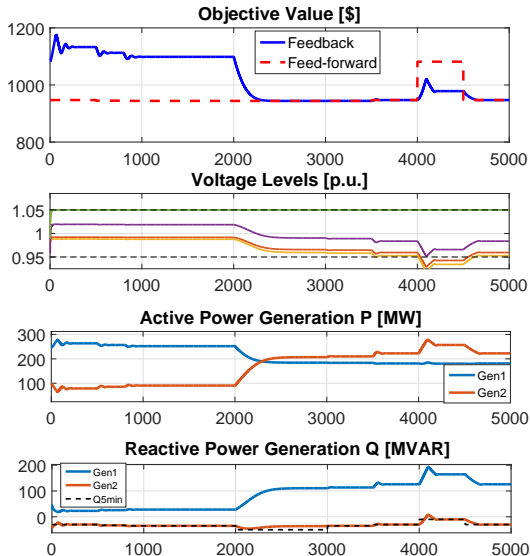 Objective Value [$]
1200
1000
800
Feedback
Feed-forward
0 1000 2000 3000 4000 5000
Voltage Levels [p.u.]
1.05
1
0.95
0 1000 2000 3000 4000 5000
Active Power Generation P [MW]
300
200
100
Gen1
Gen2
0 1000 2000 3000 4000 5000
Reactive Power Generation Q [MVAR]
200
100
0
Gen1
Gen2
Q5min
0 1000 2000 3000 4000 5000